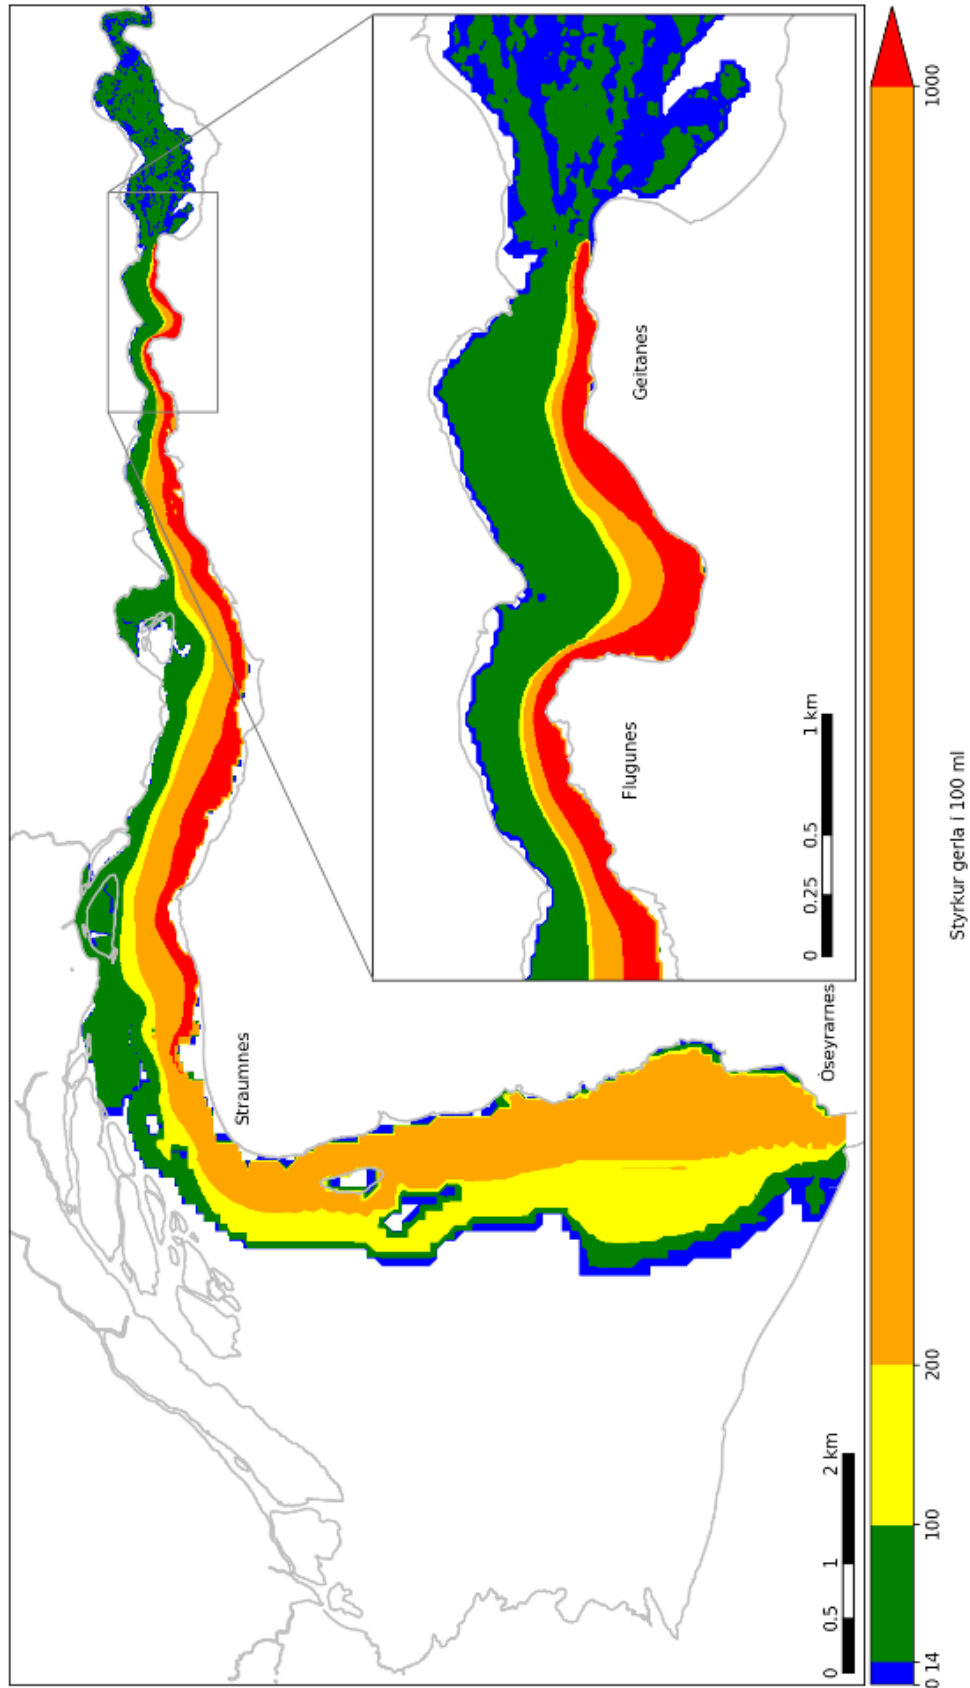 Straumnes
Óseyrarnes
Flugunes
Geitanes
0 0.25 0.5 1 km
0 0.5 1 2 km
0 14 100 200 1000
Styrkur gerla í 100 ml